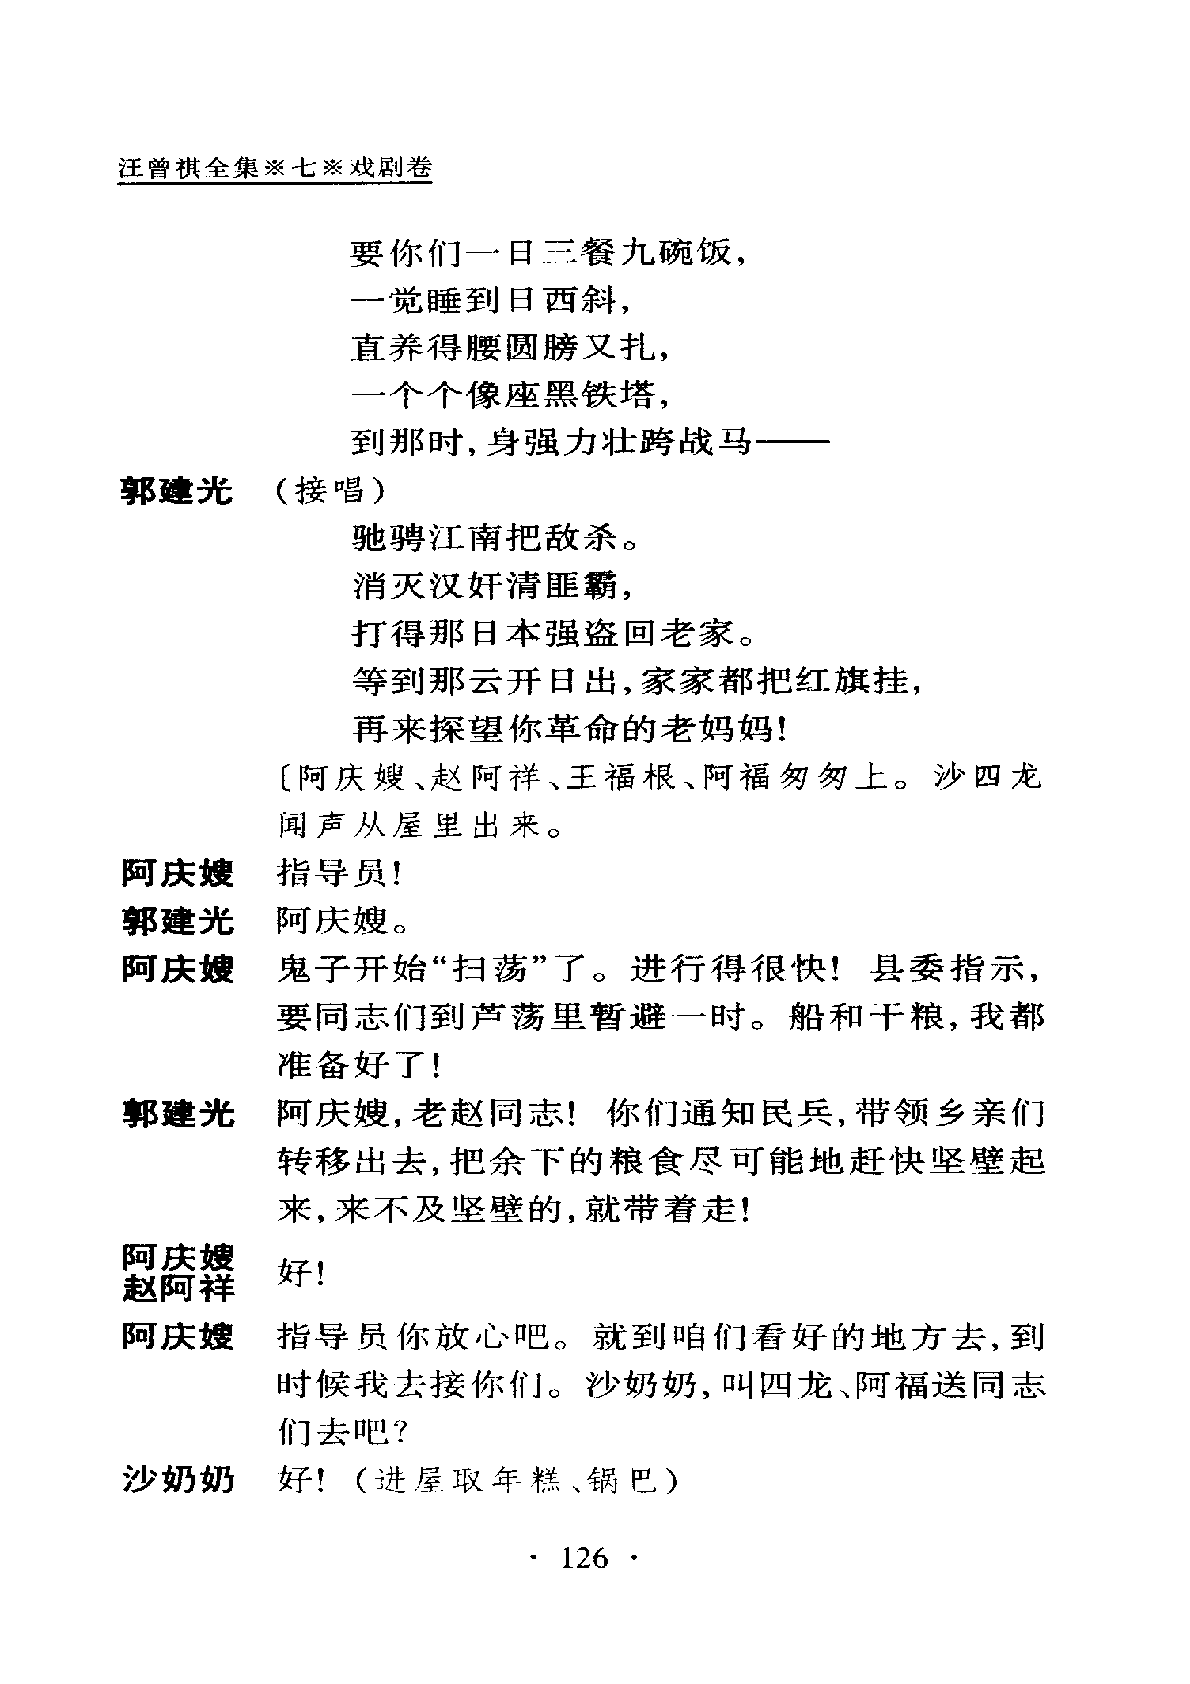 汪曾祺全集※七※戏剧卷
要你们一日三餐九碗饭，
一觉睡到日西斜，
直养得腰圆膀又扎，
一个个像座黑铁塔，
到那时，身强力壮跨战马——
郭建光 （接唱）
驰骋江南把敌杀。
消灭汉奸清匪霸，
打得那日本强盗回老家。
等到那云开日出，家家都把红旗挂，
再来探望你革命的老妈妈！
〔阿庆嫂、赵阿祥、王福根、阿福匆匆上。沙四龙
闻声从屋里出来。
阿庆嫂 指导员！
郭建光 阿庆嫂。
阿庆嫂 鬼子开始“扫荡”了。进行得很快！县委指示，
要同志们到芦荡里暂避一时。船和干粮，我都
准备好了！
郭建光 阿庆嫂，老赵同志！你们通知民兵，带领乡亲们
转移出去，把余下的粮食尽可能地赶快坚壁起
来，来不及坚壁的，就带着走！
阿庆嫂
赵阿祥 好！
阿庆嫂 指导员你放心吧。就到咱们看好的地方去，到
时候我去接你们。沙奶奶，叫四龙、阿福送同志
们去吧？
沙奶奶 好！（进屋取年糕、锅巴）
· 126 ·